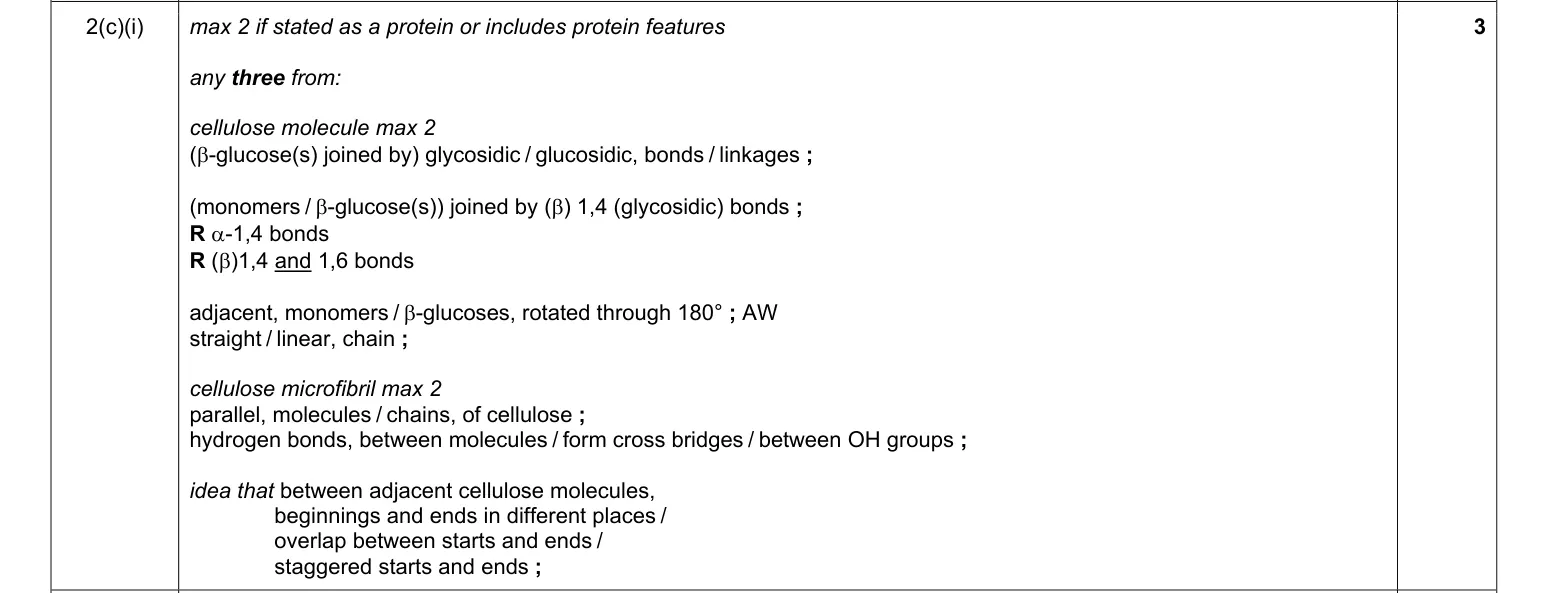 2(c)(i) max 2 if stated as a protein or includes protein features 3
any three from:
cellulose molecule max 2
(β-glucose(s) joined by) glycosidic / glucosidic, bonds / linkages ;
(monomers / β-glucose(s)) joined by (β) 1,4 (glycosidic) bonds ;
R α-1,4 bonds
R (β)1,4 and 1,6 bonds
adjacent, monomers / β-glucoses, rotated through 180° ; AW
straight / linear, chain ;
cellulose microfibril max 2
parallel, molecules / chains, of cellulose ;
hydrogen bonds, between molecules / form cross bridges / between OH groups ;
idea that between adjacent cellulose molecules,
beginnings and ends in different places /
overlap between starts and ends /
staggered starts and ends ;